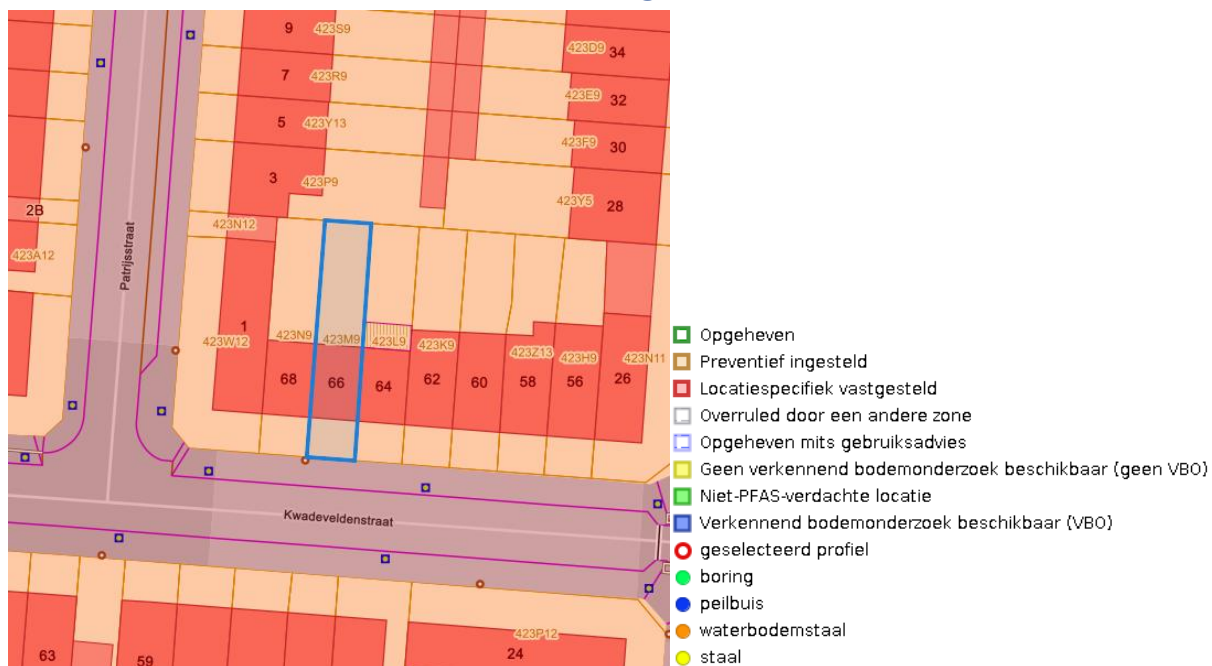 9 423S9
423D9 34
7 423R9
423E9 32
5 423Y13
423F9 30
3 423P9
2B
423Y5 28
423N12
423A12
Patrijsstraat
1
423W12
423N9 423M9 423L9 423K9 423Z13 423H9 423N11
68 66 64 62 60 58 56 26
Kwadeveldenstraat
423P12
63 59 24
Opgeheven
Preventief ingesteld
Locatiespecifiek vastgesteld
Overruled door een andere zone
Opgeheven mits gebruiksadvies
Geen verkennend bodemonderzoek beschikbaar (geen VBO)
Niet-PFAS-verdachte locatie
Verkennend bodemonderzoek beschikbaar (VBO)
geselecteerd profiel
boring
peilbuis
waterbodemstaal
staal